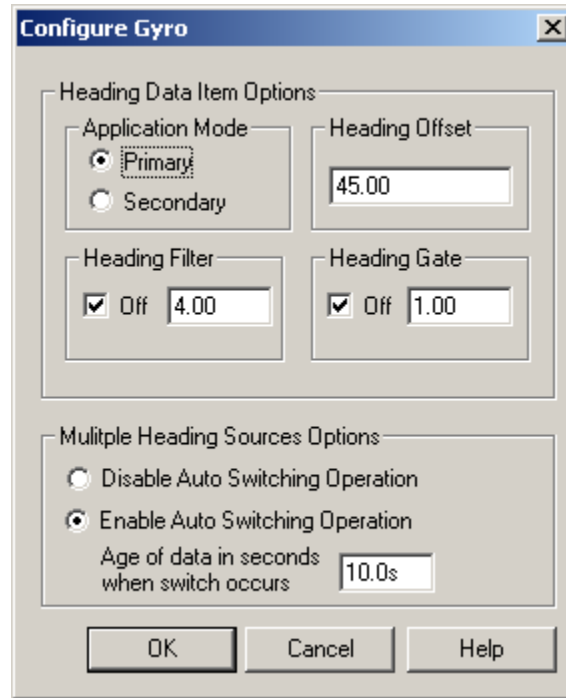 Configure Gyro
Heading Data Item Options
Application Mode
Primary
Secondary
Heading Offset
45.00
Heading Filter
Off 4.00
Heading Gate
Off 1.00
Mulitple Heading Sources Options
Disable Auto Switching Operation
Enable Auto Switching Operation
Age of data in seconds
when switch occurs
10.0s
OK Cancel Help